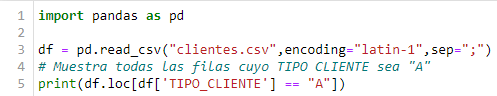 1 import pandas as pd
2
3 df = pd.read_csv("clientes.csv",encoding="latin-1",sep=";")
4 # Muestra todas las filas cuyo TIPO CLIENTE sea "A"
5 print(df.loc[df['TIPO_CLIENTE'] == "A"])